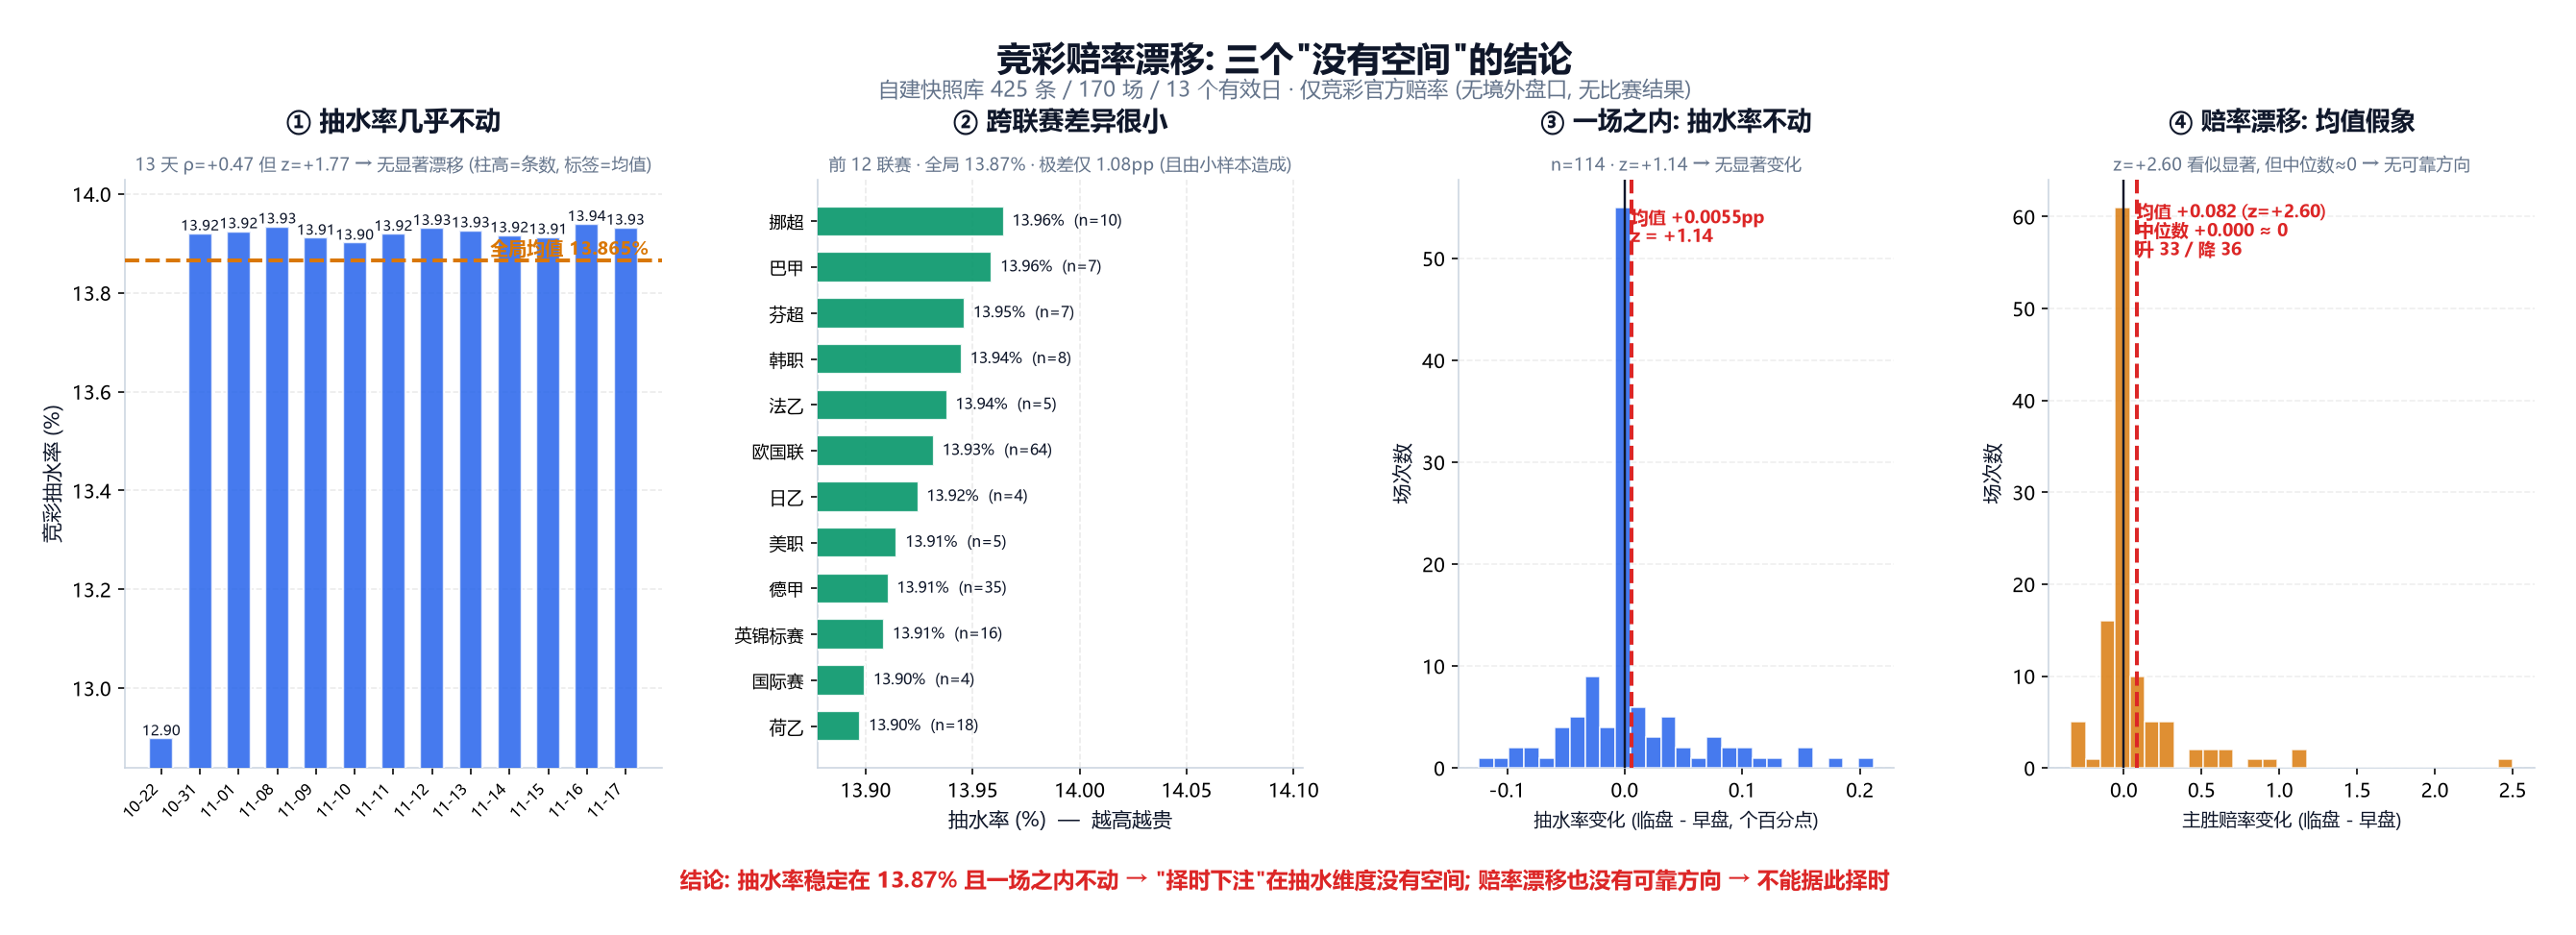 竞彩赔率漂移: 三个"没有空间"的结论
自建快照库 425 条 / 170 场 / 13 个有效日 · 仅竞彩官方赔率 (无境外盘口, 无比赛结果)
① 抽水率几乎不动
13 天 ρ=+0.47 但 z=+1.77 → 无显著漂移 (柱高=条数, 标签=均值)
竞彩抽水率 (%)
14.0
13.8
13.6
13.4
13.2
13.0
12.90
13.92
13.92
13.93
13.91
13.90
13.92
13.93
13.93
13.92
13.91
13.94
13.93
全局均值 13.865%
10-22
10-31
11-01
11-08
11-09
11-10
11-11
11-12
11-13
11-14
11-15
11-16
11-17
② 跨联赛差异很小
前 12 联赛 · 全局 13.87% · 极差仅 1.08pp (且由小样本造成)
挪超 13.96% (n=10)
巴甲 13.96% (n=7)
芬超 13.95% (n=7)
韩职 13.94% (n=8)
法乙 13.94% (n=5)
欧国联 13.93% (n=64)
日乙 13.92% (n=4)
美职 13.91% (n=5)
德甲 13.91% (n=35)
英锦标赛 13.91% (n=16)
国际赛 13.90% (n=4)
荷乙 13.90% (n=18)
13.90 13.95 14.00 14.05 14.10
抽水率 (%) — 越高越贵
③ 一场之内: 抽水率不动
n=114 · z=+1.14 → 无显著变化
均值 +0.0055pp
z = +1.14
场次数
50
40
30
20
10
0
-0.1 0.0 0.1 0.2
抽水率变化 (临盘 - 早盘, 个百分点)
④ 赔率漂移: 均值假象
z=+2.60 看似显著, 但中位数≈0 → 无可靠方向
均值 +0.082 (z=+2.60)
中位数 +0.000 ≈ 0
升 33 / 降 36
场次数
60
50
40
30
20
10
0
0.0 0.5 1.0 1.5 2.0 2.5
主胜赔率变化 (临盘 - 早盘)
结论: 抽水率稳定在 13.87% 且一场之内不动 → "择时下注"在抽水维度没有空间; 赔率漂移也没有可靠方向 → 不能据此择时